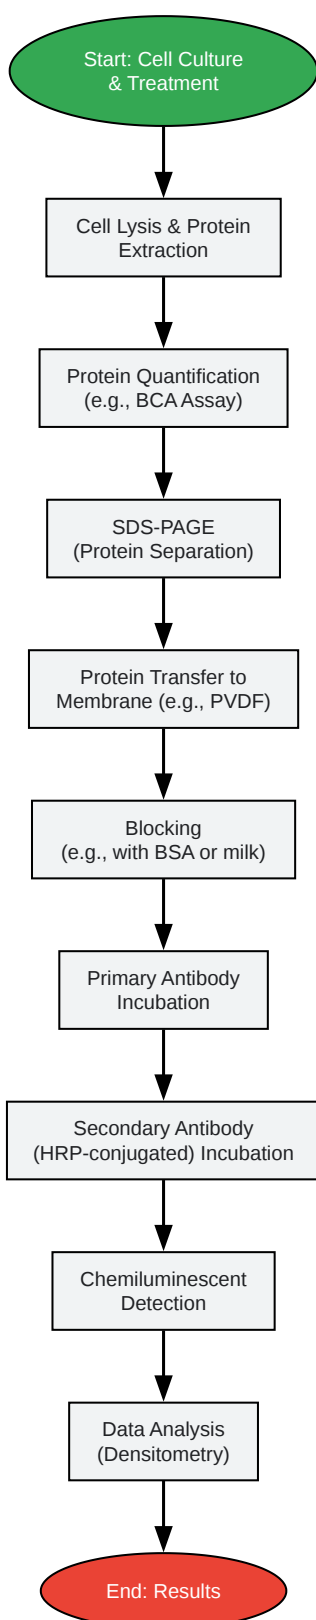 Start: Cell Culture
& Treatment
Cell Lysis & Protein
Extraction
Protein Quantification
(e.g., BCA Assay)
SDS-PAGE
(Protein Separation)
Protein Transfer to
Membrane (e.g., PVDF)
Blocking
(e.g., with BSA or milk)
Primary Antibody
Incubation
Secondary Antibody
(HRP-conjugated) Incubation
Chemiluminescent
Detection
Data Analysis
(Densitometry)
End: Results